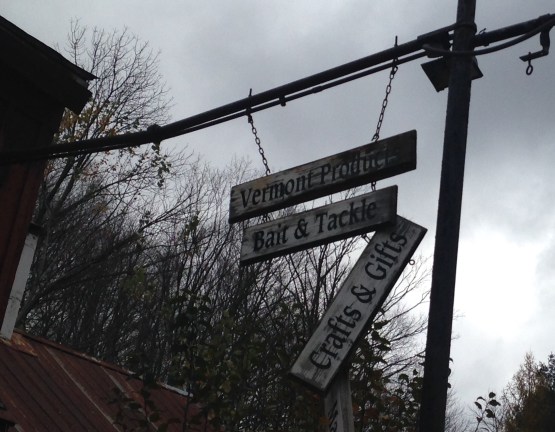 Vermont Product
Bait & Tackle
Crafts & Gifts